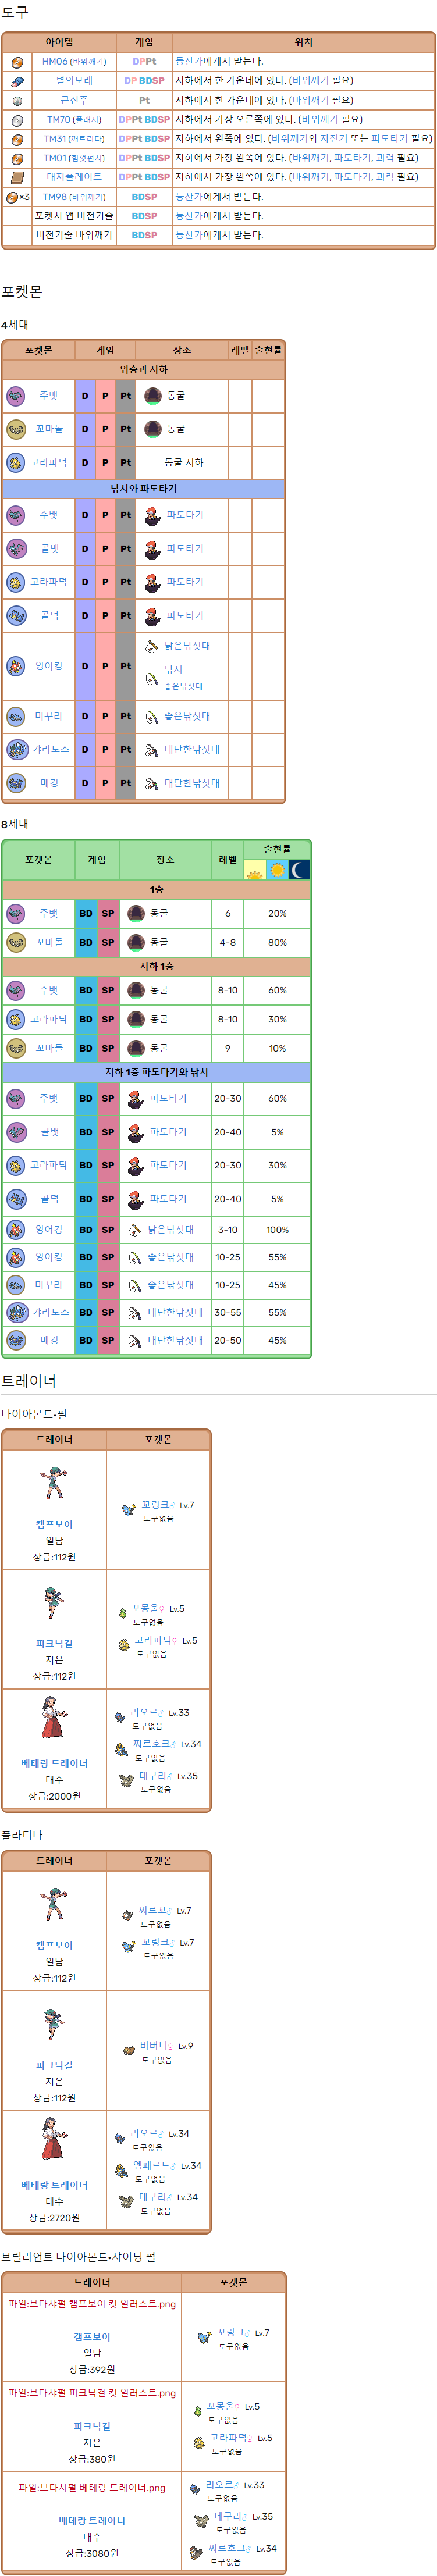 도구
아이템 게임 위치
HM06 (바위깨기) DPPt 등산가에게서 받는다.
별의모래 DP BDSP 지하에서 한 가운데에 있다. (바위깨기 필요)
큰진주 Pt 지하에서 한 가운데에 있다. (바위깨기 필요)
TM70 (플래시) DPPt BDSP 지하에서 가장 오른쪽에 있다. (바위깨기 필요)
TM31 (깨트리다) DPPt BDSP 지하에서 왼쪽에 있다. (바위깨기와 자전거 또는 파도타기 필요)
TM01 (힘껏펀치) DPPt BDSP 지하에서 가장 왼쪽에 있다. (바위깨기, 파도타기, 괴력 필요)
대지플레이트 DPPt BDSP 지하에서 가장 왼쪽에 있다. (바위깨기, 파도타기, 괴력 필요)
×3 TM98 (바위깨기) BDSP 등산가에게서 받는다.
포켓치 앱 비전기술 BDSP 등산가에게서 받는다.
비전기술 바위깨기 BDSP 등산가에게서 받는다.
포켓몬
4세대
포켓몬 게임 장소 레벨 출현률
위층과 지하
주뱃 D P Pt 동굴
꼬마돌 D P Pt 동굴
고라파덕 D P Pt 동굴 지하
낚시와 파도타기
주뱃 D P Pt 파도타기
골뱃 D P Pt 파도타기
고라파덕 D P Pt 파도타기
골덕 D P Pt 파도타기
잉어킹 D P Pt 낡은낚싯대
낚시
좋은낚싯대
미꾸리 D P Pt 좋은낚싯대
갸라도스 D P Pt 대단한낚싯대
메깅 D P Pt 대단한낚싯대
8세대
포켓몬 게임 장소 레벨 출현률
1층
주뱃 BD SP 동굴 6 20%
꼬마돌 BD SP 동굴 4-8 80%
지하 1층
주뱃 BD SP 동굴 8-10 60%
고라파덕 BD SP 동굴 8-10 30%
꼬마돌 BD SP 동굴 9 10%
지하 1층 파도타기와 낚시
주뱃 BD SP 파도타기 20-30 60%
골뱃 BD SP 파도타기 20-40 5%
고라파덕 BD SP 파도타기 20-30 30%
골덕 BD SP 파도타기 20-40 5%
잉어킹 BD SP 낡은낚싯대 3-10 100%
잉어킹 BD SP 좋은낚싯대 10-25 55%
미꾸리 BD SP 좋은낚싯대 10-25 45%
갸라도스 BD SP 대단한낚싯대 30-55 55%
메깅 BD SP 대단한낚싯대 20-50 45%
트레이너
다이아몬드•펄
트레이너 포켓몬
캠프보이
일남
상금:112원
꼬링크♂ Lv.7
도구없음
피크닉걸
지은
상금:112원
꼬몽울♀ Lv.5
도구없음
고라파덕♀ Lv.5
도구없음
베테랑 트레이너
대수
상금:2000원
리오르♂ Lv.33
도구없음
찌르호크♂ Lv.34
도구없음
데구리♂ Lv.35
도구없음
플라티나
트레이너 포켓몬
캠프보이
일남
상금:112원
찌르꼬♂ Lv.7
도구없음
꼬링크♂ Lv.7
도구없음
피크닉걸
지은
상금:112원
비버니♀ Lv.9
도구없음
베테랑 트레이너
대수
상금:2720원
리오르♂ Lv.34
도구없음
엠페르트♂ Lv.34
도구없음
데구리♂ Lv.34
도구없음
브릴리언트 다이아몬드•샤이닝 펄
트레이너 포켓몬
파일:브다샤펄 캠프보이 컷 일러스트.png
캠프보이
일남
상금:392원
꼬링크♂ Lv.7
도구없음
파일:브다샤펄 피크닉걸 컷 일러스트.png
피크닉걸
지은
상금:380원
꼬몽울♀ Lv.5
도구없음
고라파덕♀ Lv.5
도구없음
파일:브다샤펄 베테랑 트레이너.png
베테랑 트레이너
대수
상금:3080원
리오르♂ Lv.33
도구없음
데구리♂ Lv.35
도구없음
찌르호크♂ Lv.34
도구없음